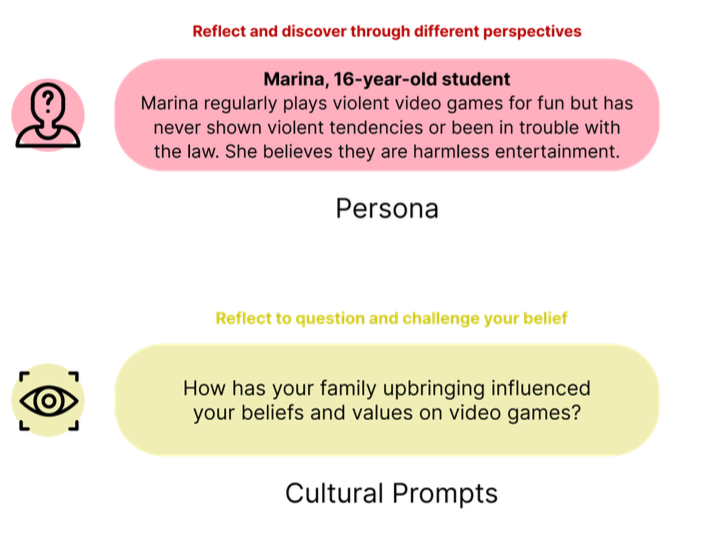 Reflect and discover through different perspectives
Marina, 16-year-old student
Marina regularly plays violent video games for fun but has
never shown violent tendencies or been in trouble with
the law. She believes they are harmless entertainment.
Persona
Reflect to question and challenge your belief
How has your family upbringing influenced
your beliefs and values on video games?
Cultural Prompts